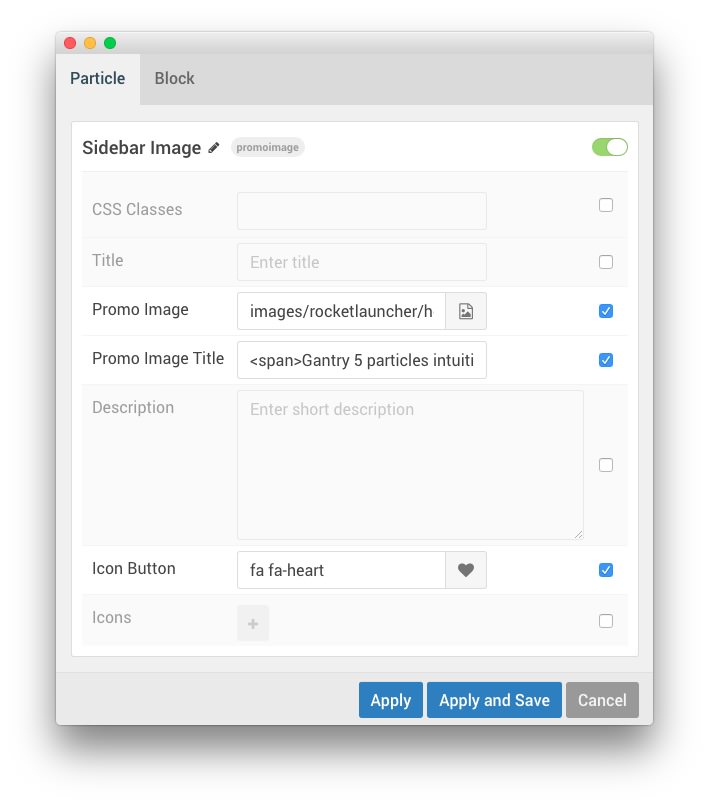 Particle Block
Sidebar Image promoimage
CSS Classes
Title Enter title
Promo Image images/rocketlauncher/h
Promo Image Title <span>Gantry 5 particles intuiti
Description Enter short description
Icon Button fa fa-heart
Icons +
Apply Apply and Save Cancel